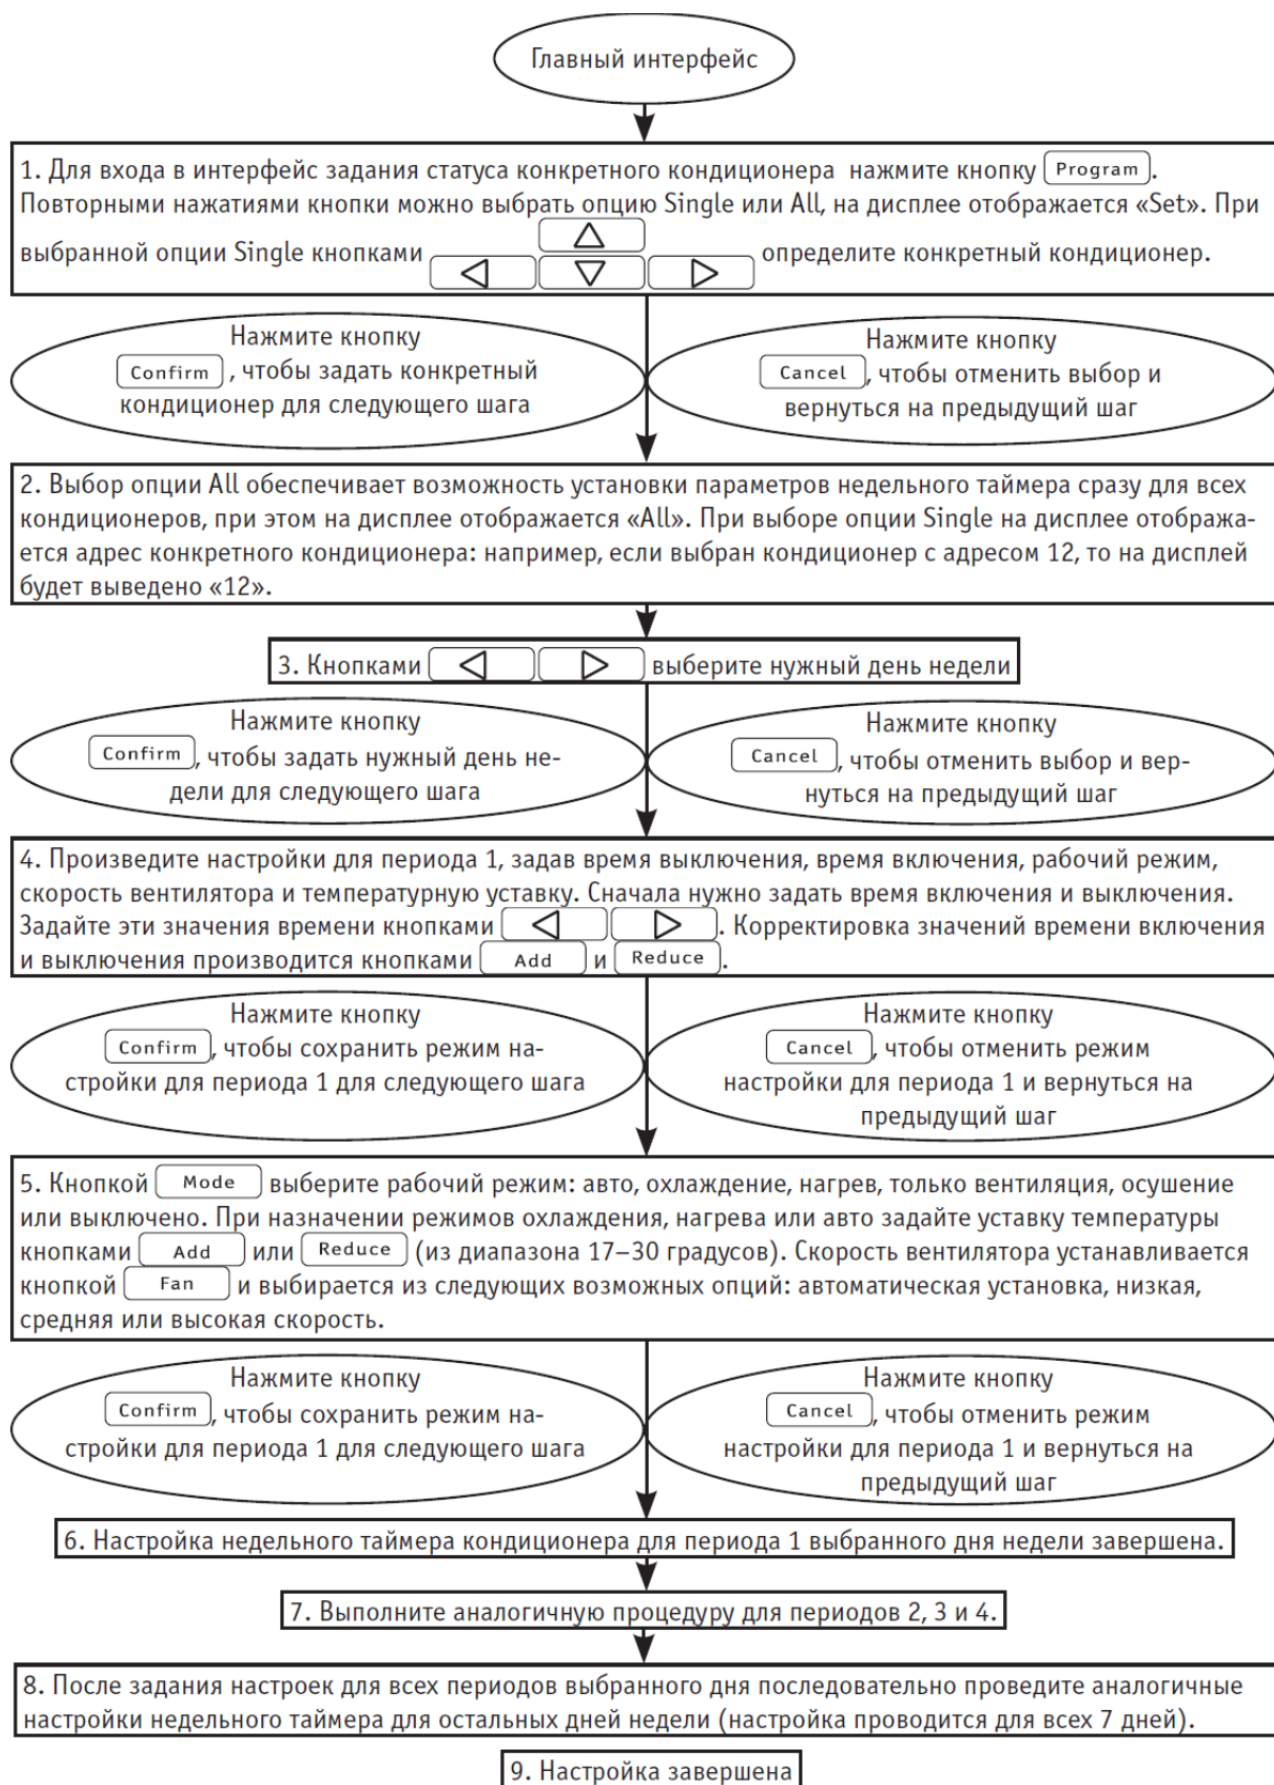 Главный интерфейс
1. Для входа в интерфейс задания статуса конкретного кондиционера нажмите кнопку Program.
Повторными нажатиями кнопки можно выбрать опцию Single или All, на дисплее отображается «Set». При
выбранной опции Single кнопками △ ◁ ▽ ▷ определите конкретный кондиционер.
Нажмите кнопку
Confirm, чтобы задать конкретный
кондиционер для следующего шага
Нажмите кнопку
Cancel, чтобы отменить выбор и
вернуться на предыдущий шаг
2. Выбор опции All обеспечивает возможность установки параметров недельного таймера сразу для всех
кондиционеров, при этом на дисплее отображается «All». При выборе опции Single на дисплее отобража-
ется адрес конкретного кондиционера: например, если выбран кондиционер с адресом 12, то на дисплей
будет выведено «12».
3. Кнопками ◁ ▷ выберите нужный день недели
Нажмите кнопку
Confirm, чтобы задать нужный день не-
дели для следующего шага
Нажмите кнопку
Cancel, чтобы отменить выбор и вер-
нуться на предыдущий шаг
4. Произведите настройки для периода 1, задав время выключения, время включения, рабочий режим,
скорость вентилятора и температурную уставку. Сначала нужно задать время включения и выключения.
Задайте эти значения времени кнопками ◁ ▷. Корректировка значений времени включения
и выключения производится кнопками Add и Reduce.
Нажмите кнопку
Confirm, чтобы сохранить режим на-
стройки для периода 1 для следующего шага
Нажмите кнопку
Cancel, чтобы отменить режим
настройки для периода 1 и вернуться на
предыдущий шаг
5. Кнопкой Mode выберите рабочий режим: авто, охлаждение, нагрев, только вентиляция, осушение
или выключено. При назначении режимов охлаждения, нагрева или авто задайте уставку температуры
кнопками Add или Reduce (из диапазона 17–30 градусов). Скорость вентилятора устанавливается
кнопкой Fan и выбирается из следующих возможных опций: автоматическая установка, низкая,
средняя или высокая скорость.
Нажмите кнопку
Confirm, чтобы сохранить режим на-
стройки для периода 1 для следующего шага
Нажмите кнопку
Cancel, чтобы отменить режим
настройки для периода 1 и вернуться на
предыдущий шаг
6. Настройка недельного таймера кондиционера для периода 1 выбранного дня недели завершена.
7. Выполните аналогичную процедуру для периодов 2, 3 и 4.
8. После задания настроек для всех периодов выбранного дня последовательно проведите аналогичные
настройки недельного таймера для остальных дней недели (настройка проводится для всех 7 дней).
9. Настройка завершена